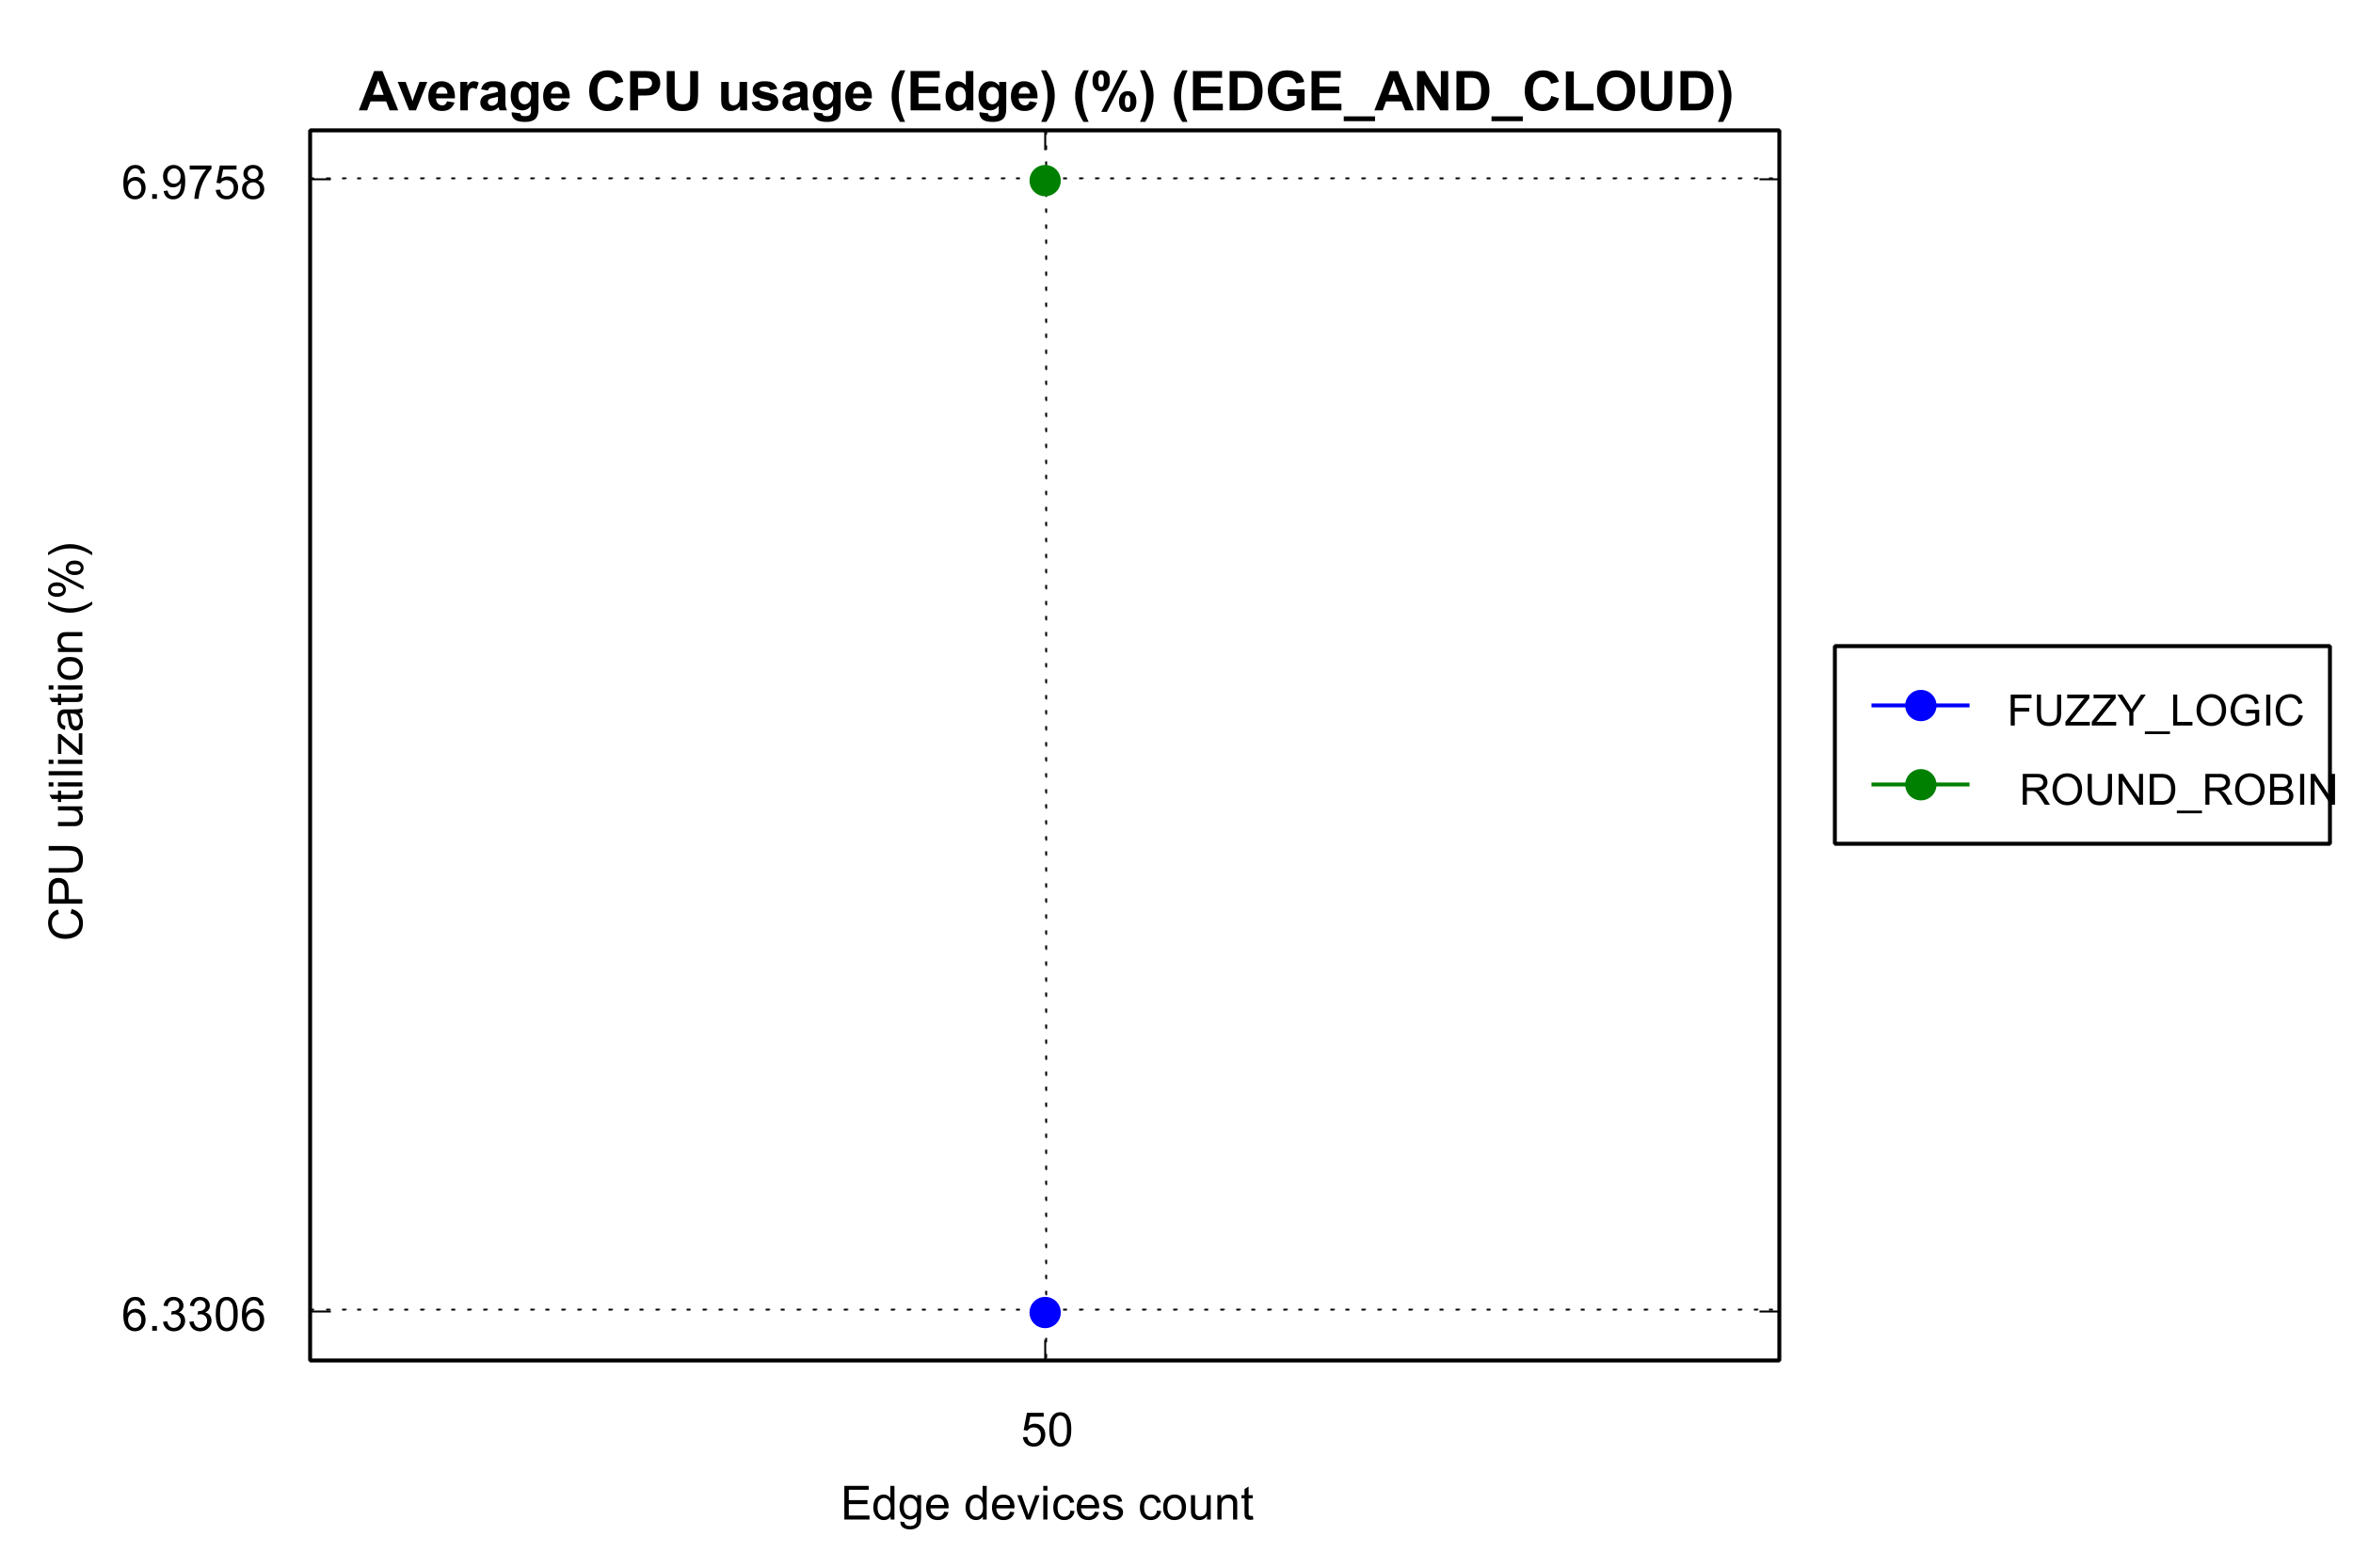 Average CPU usage (Edge) (%) (EDGE_AND_CLOUD)
6.9758
6.3306
CPU utilization (%)
50
Edge devices count
FUZZY_LOGIC
ROUND_ROBIN